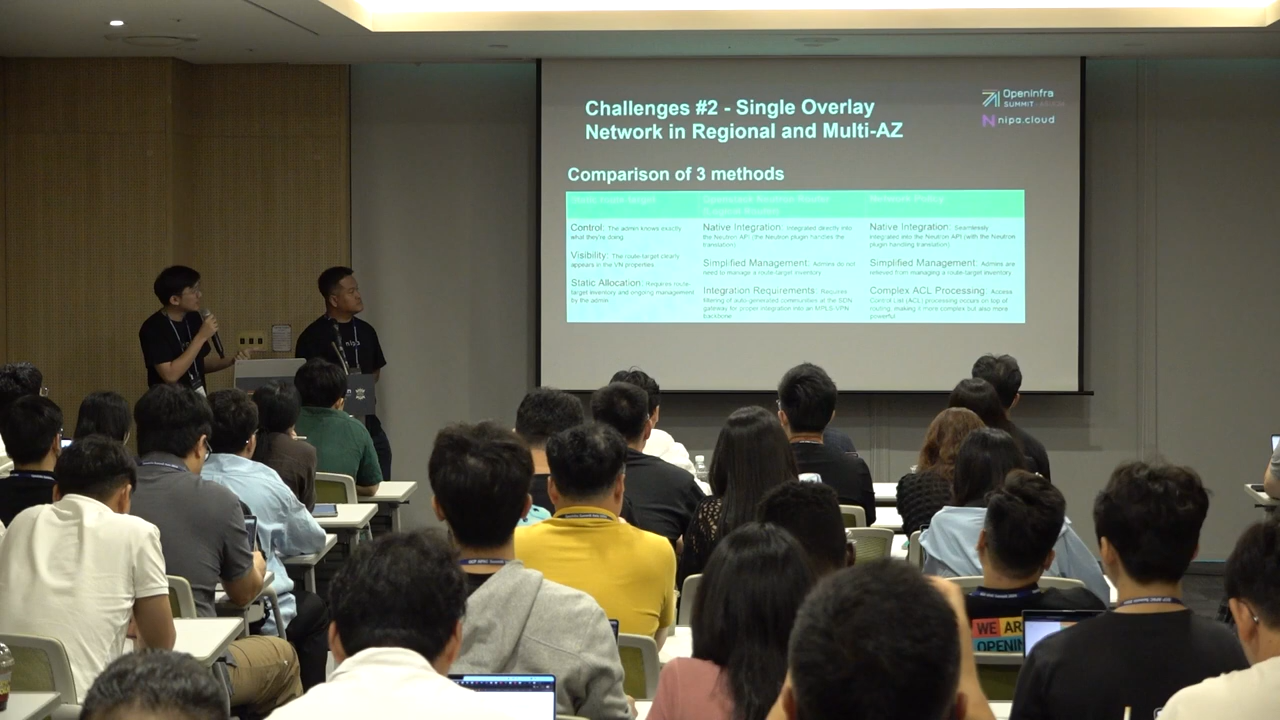 Challenges #2 - Single Overlay
Network in Regional and Multi-AZ
OpenInfra
SUMMIT
nipa.cloud
Comparison of 3 methods
Network Policy
Control: The admin knows exactly
what they're doing
Visibility: The route-target clearly
appears in the VN properties
Static Allocation: Requires route-
target inventory and ongoing management
by the admin
Native Integration: Integrated directly into
the Neutron API (the Neutron plugin handles the
translation)
Simplified Management: Admins do not
need to manage a route-target inventory
Integration Requirements: Requires
filtering of auto-generated communities at the SDN
gateway for proper integration into an MPLS-VPN
backbone
Native Integration: Seamlessly
integrated into the Neutron API (with the Neutron
plugin handling translation)
Simplified Management: Admins are
relieved from managing a route-target inventory
Complex ACL Processing: Access
Control List (ACL) processing occurs on top of
routing, making it more complex but also more
powerful
nipa
WE AR
OPENIN